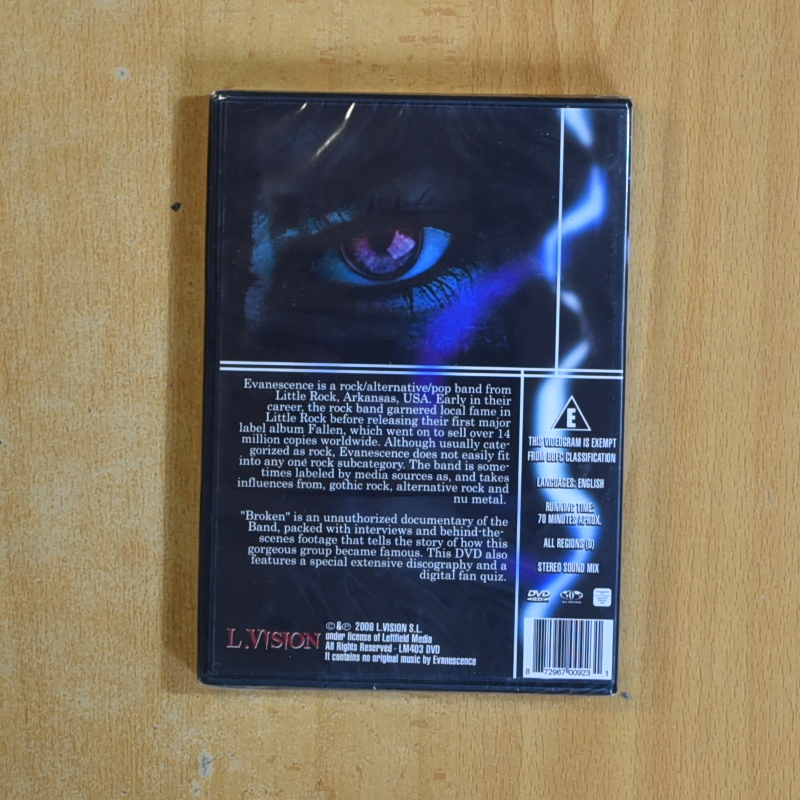 Evanescence is a rock/alternative/pop band from
Little Rock, Arkansas, USA. Early in their
career, the rock band garnered local fame in
Little Rock before releasing their first major
label album Fallen, which went on to sell over 14
million copies worldwide. Although usually cate-
gorized as rock, Evanescence does not easily fit
into any one rock subcategory. The band is some-
times labeled by media sources as, and takes
influences from, gothic rock, alternative rock and
nu metal.
"Broken" is an unauthorized documentary of the
Band, packed with interviews and behind-the-
scenes footage that tells the story of how this
gorgeous group became famous. This DVD also
features a special extensive discography and a
digital fan quiz.
L.VISION
©&℗ 2006 L.VISION S.L.
under license of Leftfield Media
All Rights Reserved - LM403 DVD
It contains no original music by Evanescence
E
THIS VIDEOGRAM IS EXEMPT
FROM BBFC CLASSIFICATION
LANGUAGES: ENGLISH
RUNNING TIME:
70 MINUTES APROX.
ALL REGIONS (0)
STEREO SOUND MIX
DVD
8 72967 00923 1